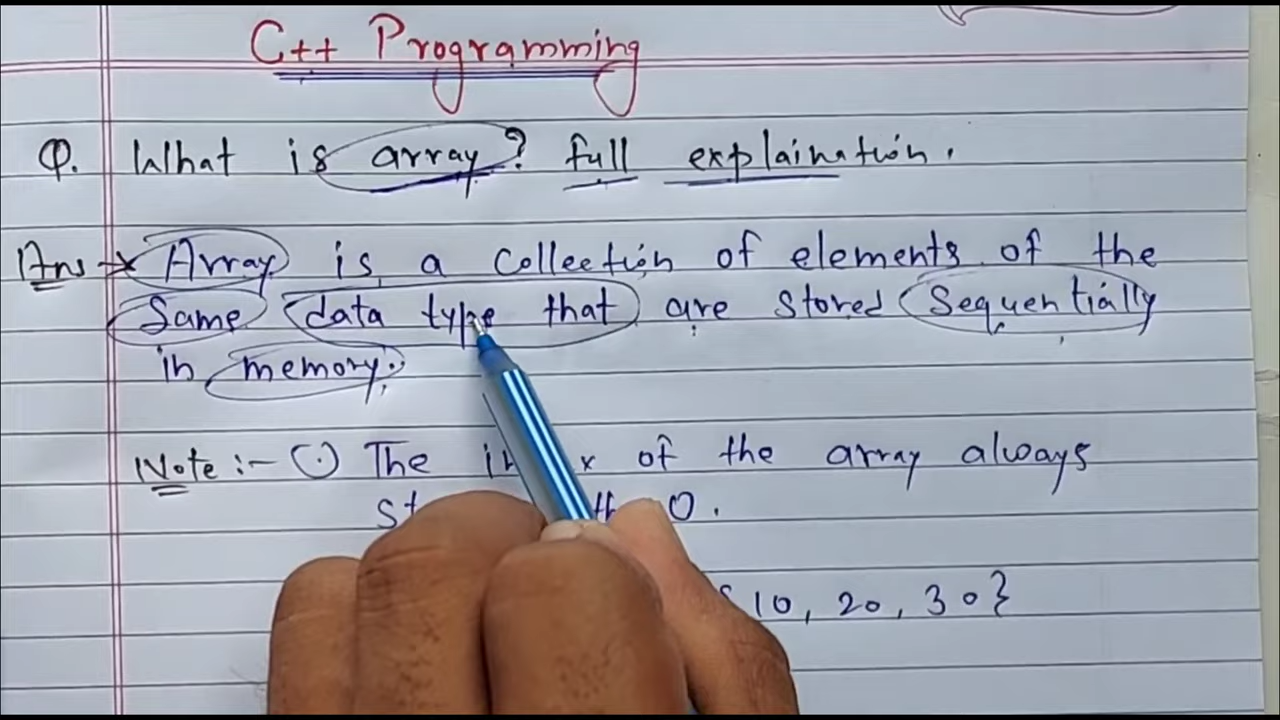 C++ Programming
Q. What is array? full explaination.
Ans → Array is a collection of elements of the
Same data type that are stored Sequentially
in memory.
Note :- (·) The of the array always
0.
10, 20, 30}